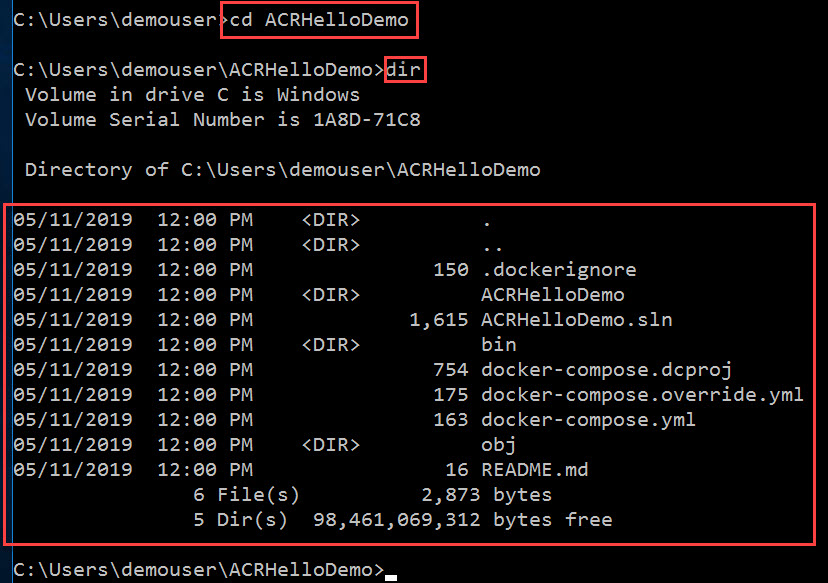 C:\Users\demouser>cd ACRHelloDemo
C:\Users\demouser\ACRHelloDemo>dir
 Volume in drive C is Windows
 Volume Serial Number is 1A8D-71C8
 Directory of C:\Users\demouser\ACRHelloDemo
05/11/2019  12:00 PM    <DIR>          .
05/11/2019  12:00 PM    <DIR>          ..
05/11/2019  12:00 PM               150 .dockerignore
05/11/2019  12:00 PM    <DIR>          ACRHelloDemo
05/11/2019  12:00 PM             1,615 ACRHelloDemo.sln
05/11/2019  12:00 PM    <DIR>          bin
05/11/2019  12:00 PM               754 docker-compose.dcproj
05/11/2019  12:00 PM               175 docker-compose.override.yml
05/11/2019  12:00 PM               163 docker-compose.yml
05/11/2019  12:00 PM    <DIR>          obj
05/11/2019  12:00 PM                16 README.md
               6 File(s)          2,873 bytes
               5 Dir(s)  98,461,069,312 bytes free
C:\Users\demouser\ACRHelloDemo>